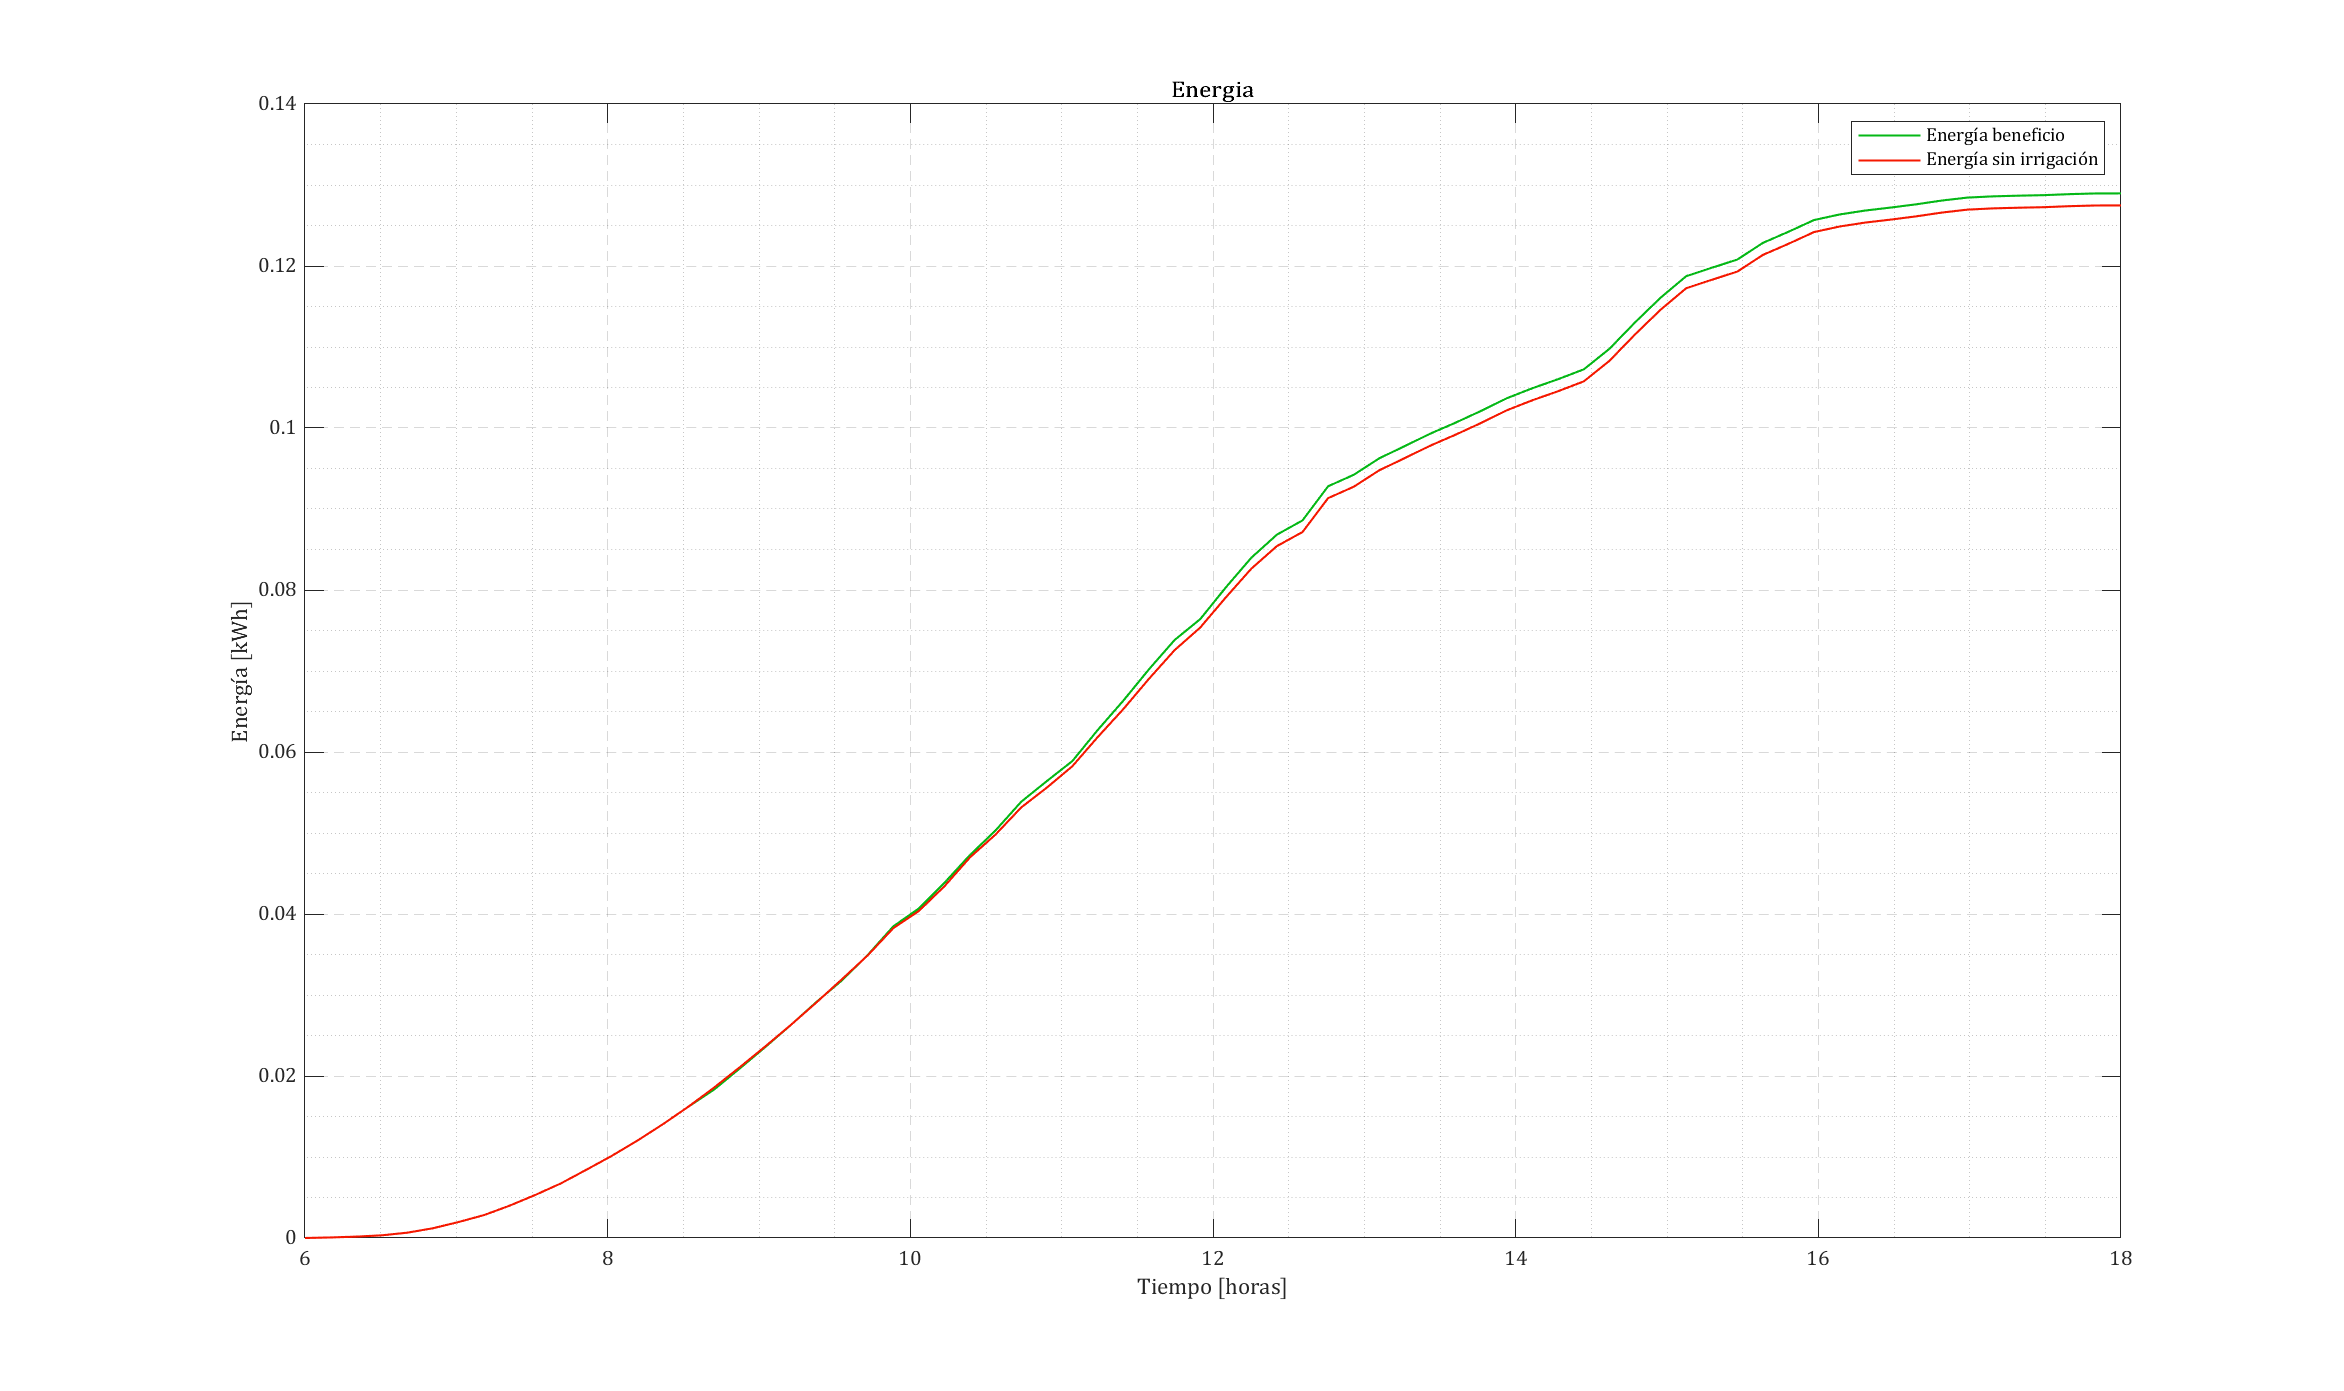 Energia
0.14
0.12
0.1
0.08
0.06
0.04
0.02
0
Energía [kWh]
Energía beneficio
Energía sin irrigación
6 8 10 12 14 16 18
Tiempo [horas]